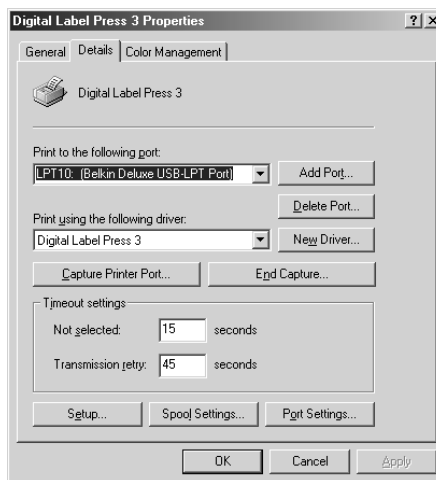 Digital Label Press 3 Properties
General Details Color Management
Digital Label Press 3
Print to the following port:
LPT10: (Belkin Deluxe USB-LPT Port) Add Port...
Delete Port...
Print using the following driver:
Digital Label Press 3 New Driver...
Capture Printer Port... End Capture...
Timeout settings
Not selected: 15 seconds
Transmission retry: 45 seconds
Setup... Spool Settings... Port Settings...
OK Cancel Apply